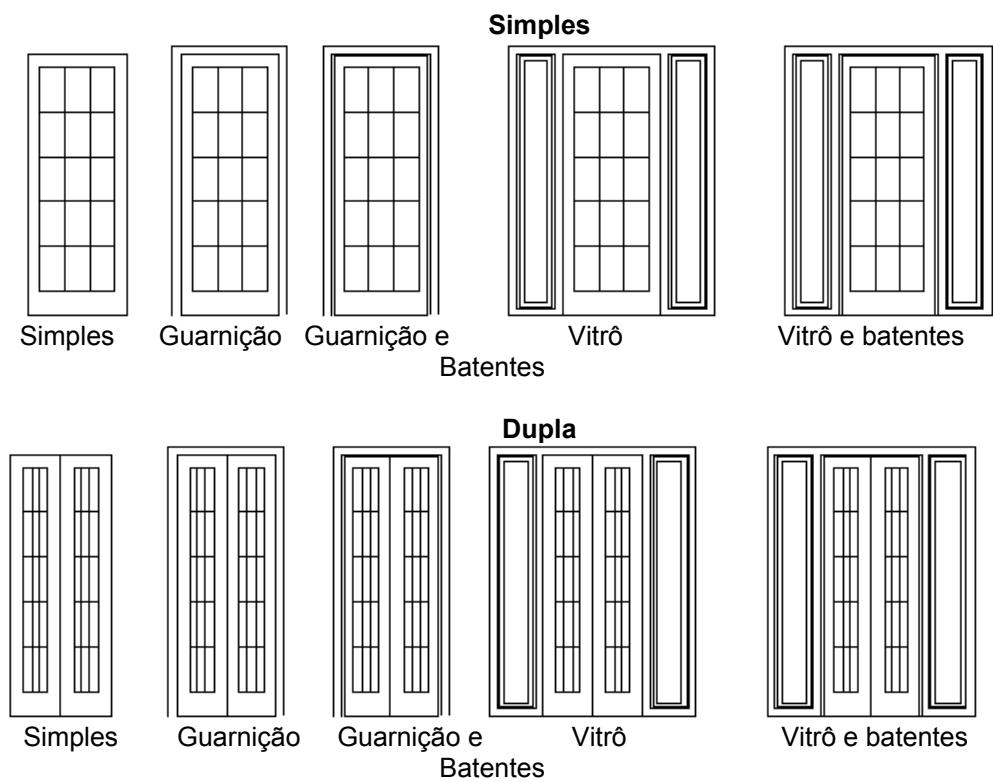 Simples
Simples Guarnição Guarnição e Vitrô Vitrô e batentes
Batentes
Dupla
Simples Guarnição Guarnição e Vitrô Vitrô e batentes
Batentes